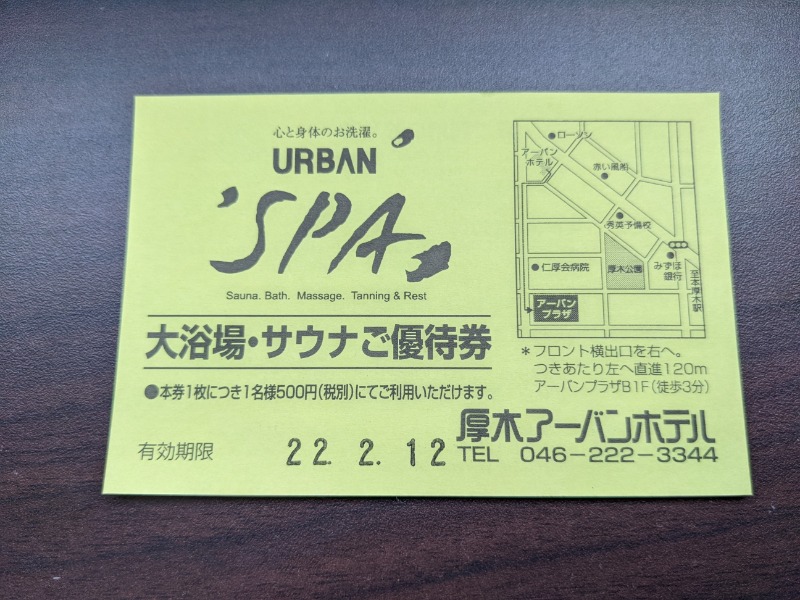 心と身体のお洗濯。
URBAN
SPA
Sauna. Bath. Massage. Tanning & Rest
大浴場・サウナご優待券
●本券1枚につき1名様500円(税別)にてご利用いただけます。
有効期限 22. 2. 12
ローソン
アーバン
ホテル
赤い風船
秀英予備校
仁厚会病院
厚木公園
みずほ
銀行
至本厚木駅
アーバン
プラザ
*フロント横出口を右へ。
つきあたり左へ直進120m
アーバンプラザB1F(徒歩3分)
厚木アーバンホテル
TEL 046-222-3344